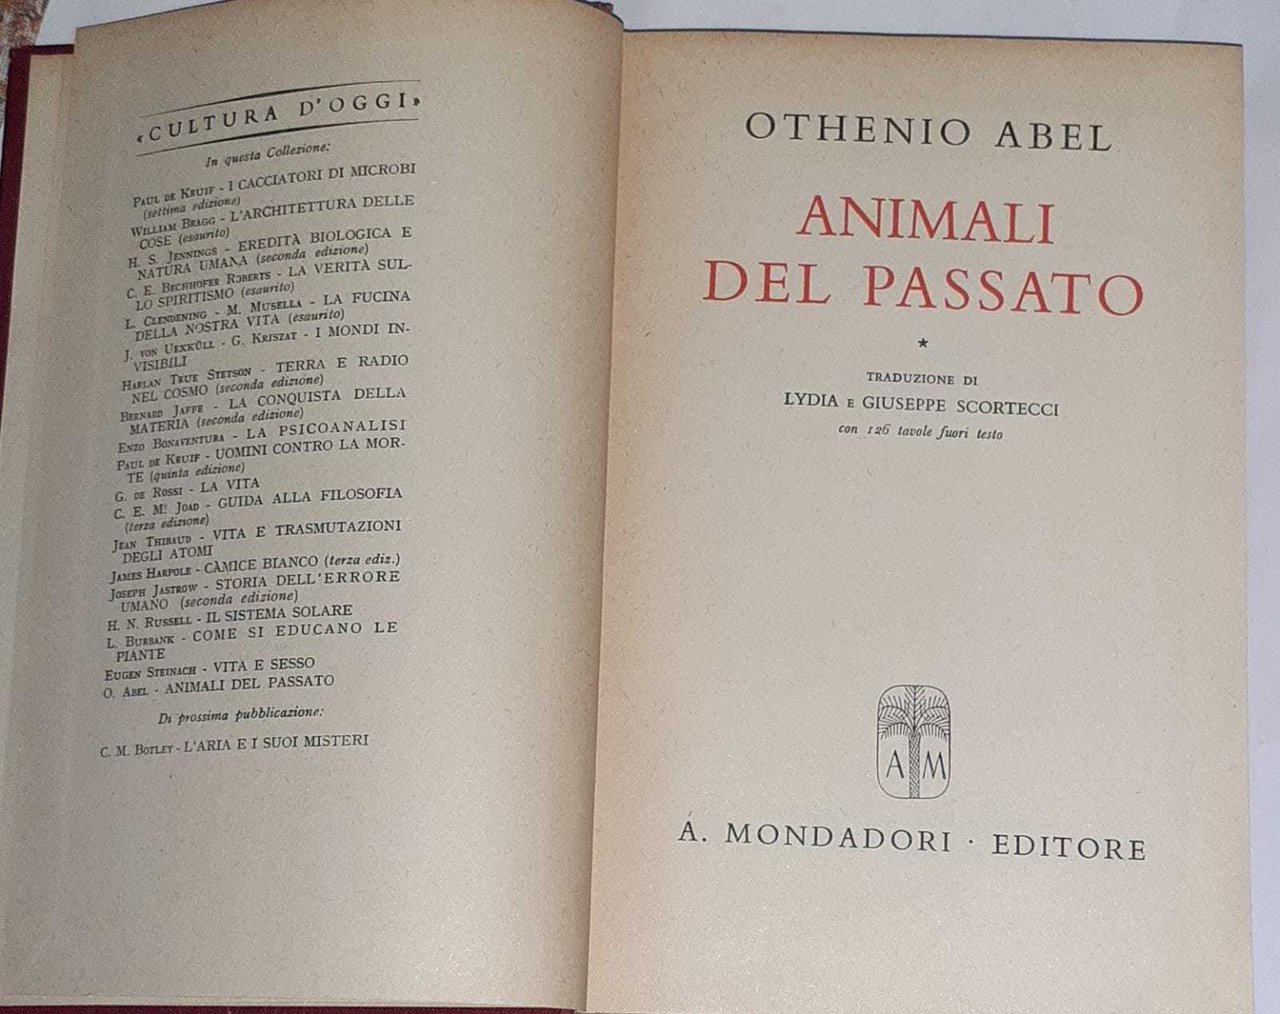 «CULTURA D'OGGI»
In questa Collezione:
PAUL DE KRUIF - I CACCIATORI DI MICROBI
(settima edizione)
WILLIAM BRAGG - L'ARCHITETTURA DELLE
COSE (esaurito)
H. S. JENNINGS - EREDITÀ BIOLOGICA E
NATURA UMANA (seconda edizione)
C. E. BECHHOFER ROBERTS - LA VERITÀ SUL-
LO SPIRITISMO (esaurito)
L. CLENDENING - M. MUSELLA - LA FUCINA
DELLA NOSTRA VITA (esaurito)
J. VON UEXKÜLL - G. KRISZAT - I MONDI IN-
VISIBILI
HARLAN TRUE STETSON - TERRA E RADIO
NEL COSMO (seconda edizione)
BERNARD JAFFE - LA CONQUISTA DELLA
MATERIA (seconda edizione)
ENZO BONAVENTURA - LA PSICOANALISI
PAUL DE KRUIF - UOMINI CONTRO LA MOR-
TE (quinta edizione)
G. DE ROSSI - LA VITA
C. E. M. JOAD - GUIDA ALLA FILOSOFIA
(terza edizione)
JEAN THIBAUD - VITA E TRASMUTAZIONI
DEGLI ATOMI
JAMES HARPOLE - CAMICE BIANCO (terza ediz.)
JOSEPH JASTROW - STORIA DELL'ERRORE
UMANO (seconda edizione)
H. N. RUSSELL - IL SISTEMA SOLARE
L. BURBANK - COME SI EDUCANO LE
PIANTE
EUGEN STEINACH - VITA E SESSO
O. ABEL - ANIMALI DEL PASSATO
Di prossima pubblicazione:
C. M. BOTLEY - L'ARIA E I SUOI MISTERI
OTHENIO ABEL
ANIMALI
DEL PASSATO
★
TRADUZIONE DI
LYDIA E GIUSEPPE SCORTECCI
con 126 tavole fuori testo
A M
A. MONDADORI · EDITORE